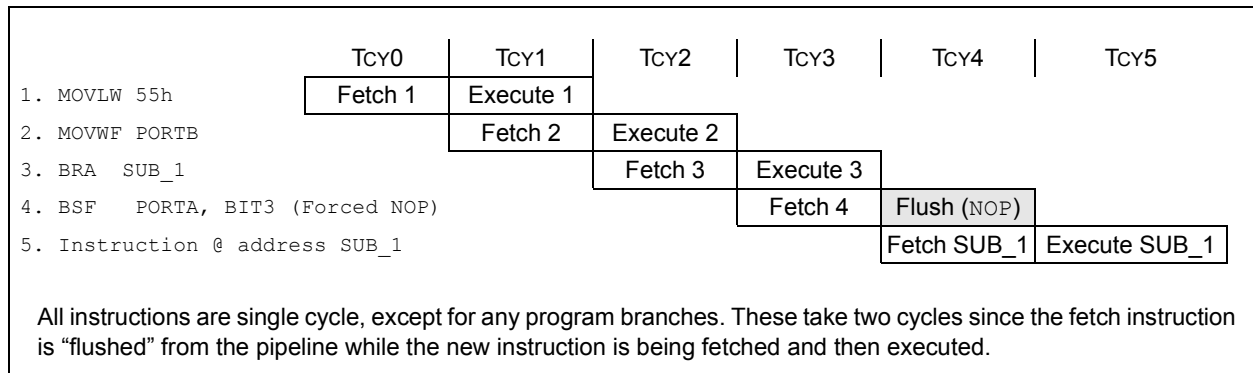 TCY0 TCY1 TCY2 TCY3 TCY4 TCY5
1. MOVLW 55h Fetch 1 Execute 1
2. MOVWF PORTB Fetch 2 Execute 2
3. BRA SUB_1 Fetch 3 Execute 3
4. BSF PORTA, BIT3 (Forced NOP) Fetch 4 Flush (NOP)
5. Instruction @ address SUB_1 Fetch SUB_1 Execute SUB_1
All instructions are single cycle, except for any program branches. These take two cycles since the fetch instruction
is “flushed” from the pipeline while the new instruction is being fetched and then executed.